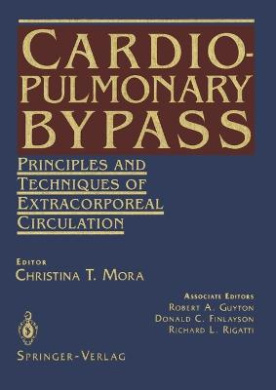 CARDIO-
PULMONARY
BYPASS
PRINCIPLES AND
TECHNIQUES OF
EXTRACORPOREAL
CIRCULATION
EDITOR
CHRISTINA T. MORA
ASSOCIATE EDITORS
ROBERT A. GUYTON
DONALD C. FINLAYSON
RICHARD L. RIGATTI
SPRINGER-VERLAG